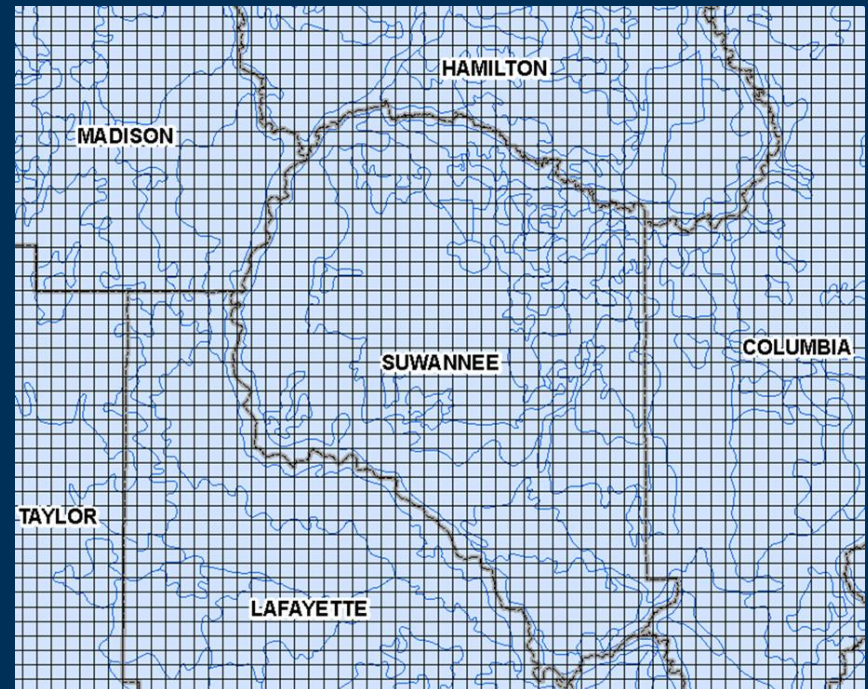 HAMILTON
MADISON
COLUMBIA
SUWANNEE
TAYLOR
LAFAYETTE